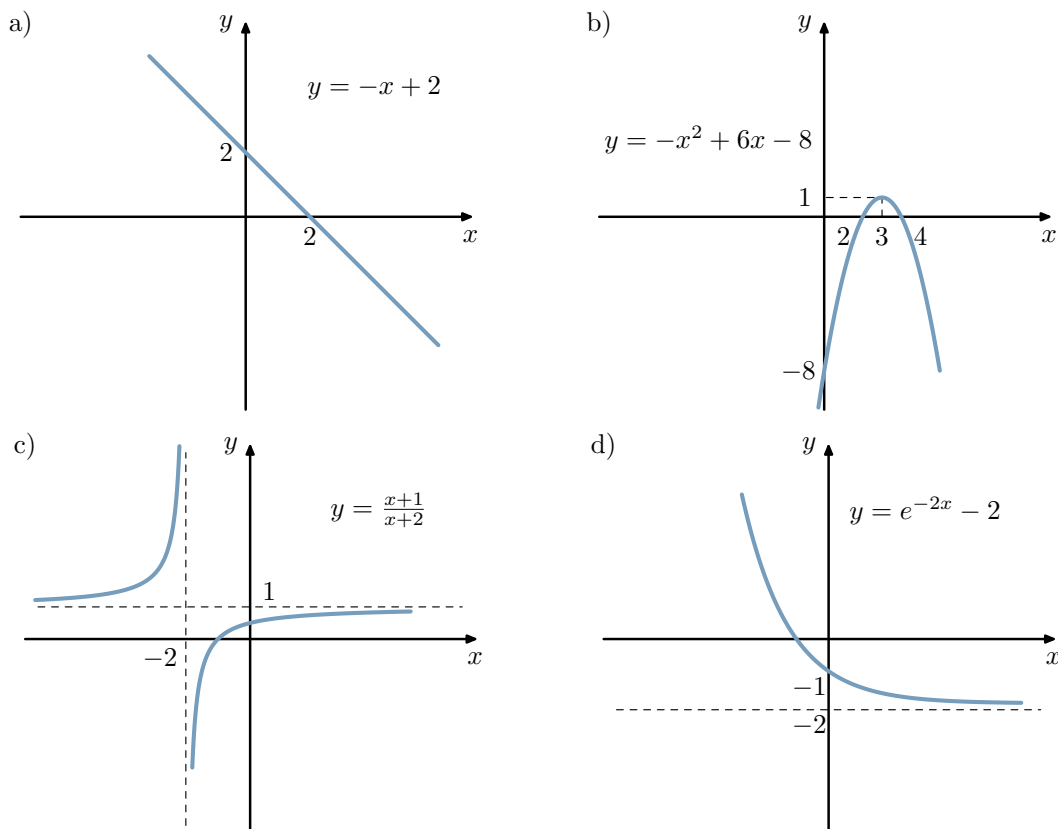 a)
y
y = −x + 2
2
2
x
b)
y
y = −x² + 6x − 8
1
2
3
4
x
−8
c)
y
y = \frac{x+1}{x+2}
1
−2
x
d)
y
y = e^{−2x} − 2
x
−1
−2